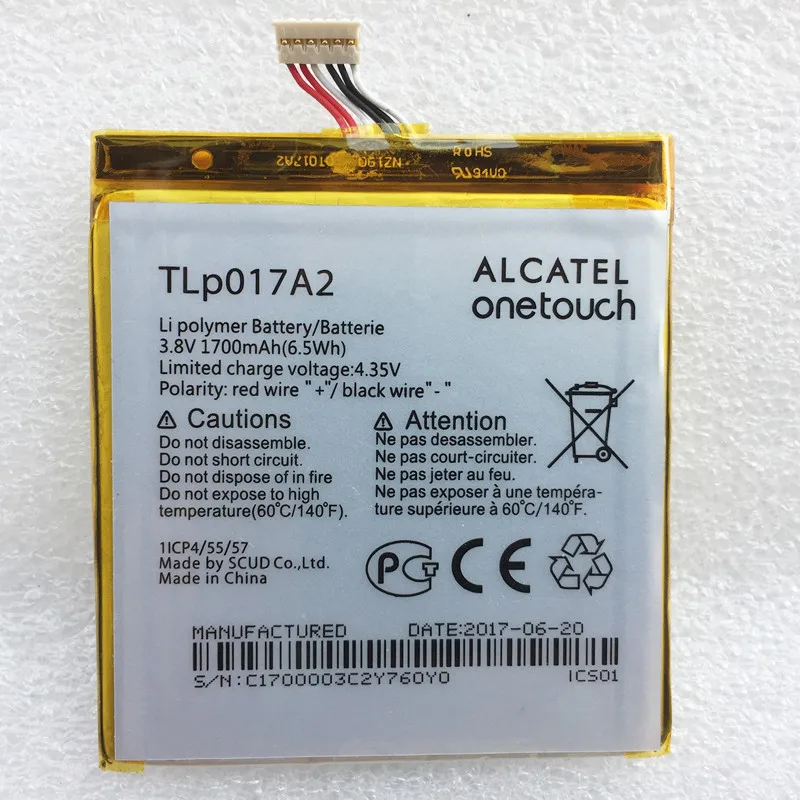 ROHS
94V0
TLp017A2
ALCATEL
onetouch
Li polymer Battery/Batterie
3.8V 1700mAh(6.5Wh)
Limited charge voltage:4.35V
Polarity: red wire "+"/ black wire"-"
Cautions
Do not disassemble.
Do not short circuit.
Do not dispose of in fire
Do not expose to high
temperature(60°C/140°F).
Attention
Ne pas desassembler.
Ne pas court-circuiter.
Ne pas jeter au feu.
Ne pas exposer à une tempéra-
ture supérieure à 60°C/140°F.
1ICP4/55/57
Made by SCUD Co.,Ltd.
Made in China
MANUFACTURED DATE:2017-06-20
S/N:C1700003C2Y760Y0 ICS01